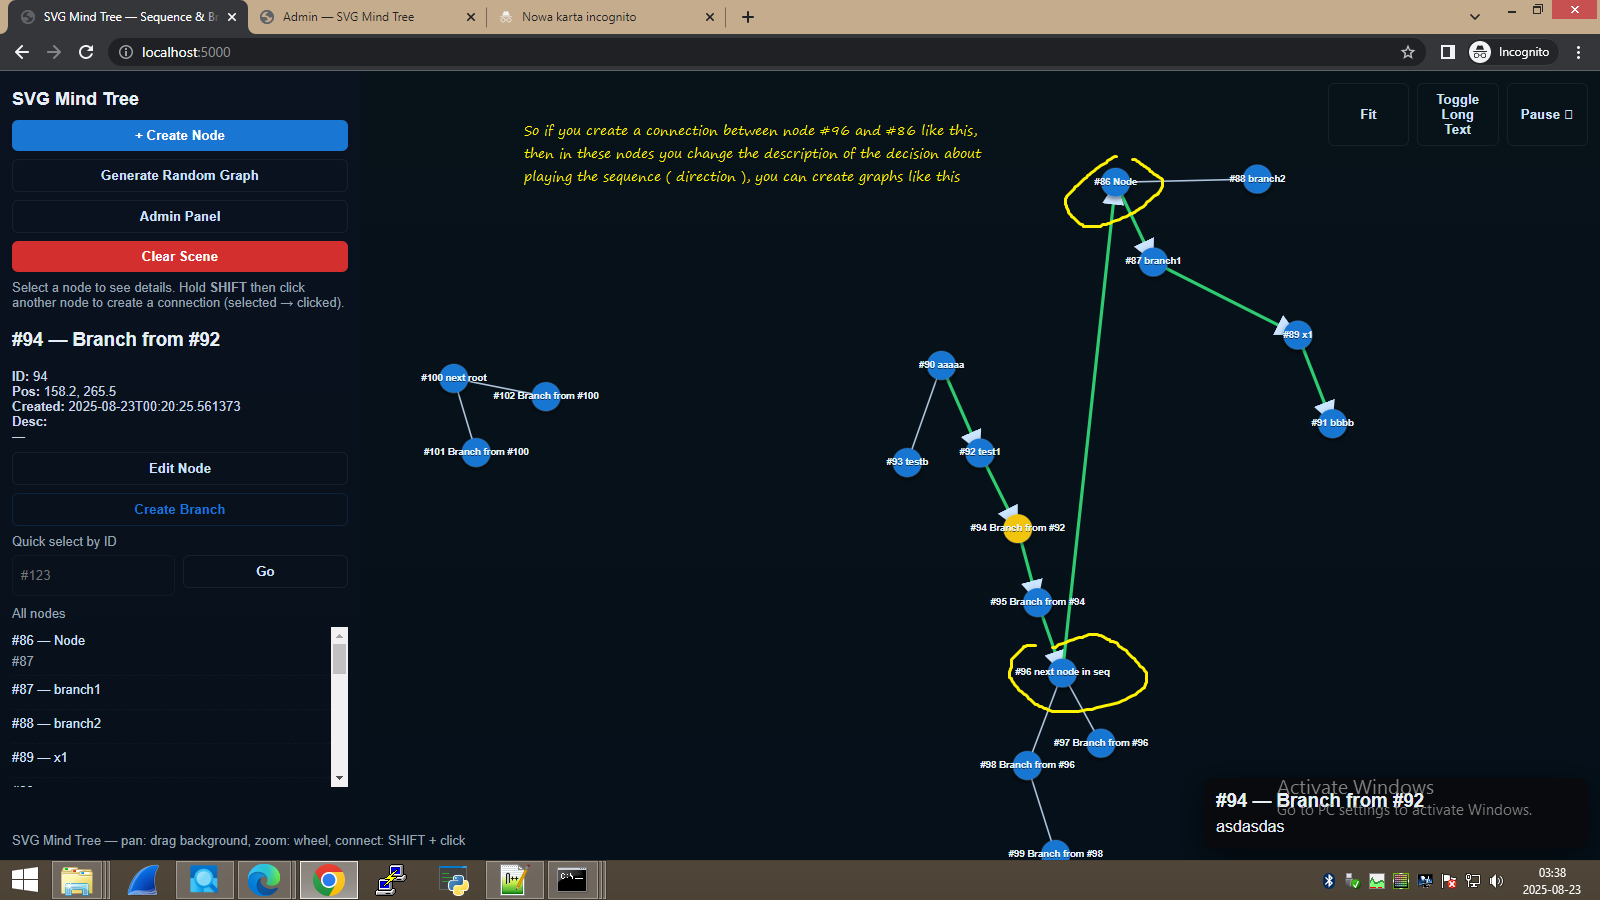 SVG Mind Tree — Sequence & Br
Admin — SVG Mind Tree
Nowa karta incognito
localhost:5000
Incognito
SVG Mind Tree
+ Create Node
Generate Random Graph
Admin Panel
Clear Scene
Select a node to see details. Hold SHIFT then click
another node to create a connection (selected → clicked).
#94 — Branch from #92
ID: 94
Pos: 158.2, 265.5
Created: 2025-08-23T00:20:25.561373
Desc:
—
Edit Node
Create Branch
Quick select by ID
#123
Go
All nodes
#86 — Node
#87
#87 — branch1
#88 — branch2
#89 — x1
SVG Mind Tree — pan: drag background, zoom: wheel, connect: SHIFT + click
So if you create a connection between node #96 and #86 like this,
then in these nodes you change the description of the decision about
playing the sequence ( direction ), you can create graphs like this
Fit
Toggle
Long
Text
Pause
#86 Node
#88 branch2
#87 branch1
#89 x1
#91 bbbb
#90 aaaaa
#100 next root
#102 Branch from #100
#101 Branch from #100
#93 testb
#92 test1
#94 Branch from #92
#95 Branch from #94
#96 next node in seq
#97 Branch from #96
#98 Branch from #96
#99 Branch from #98
Activate Windows
Go to PC settings to activate Windows.
#94 — Branch from #92
asdasdas
C:\
03:38
2025-08-23